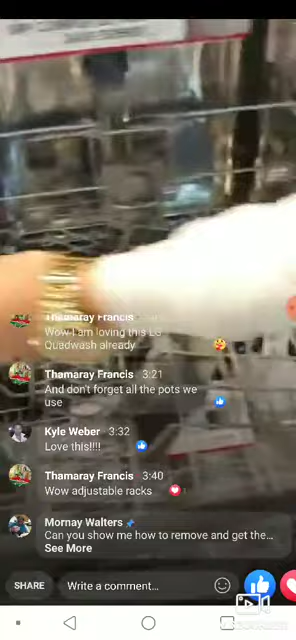 Thamaray Francis
Wow I am loving this LG
Quadwash already
Thamaray Francis · 3:21
And don't forget all the pots we
use
Kyle Weber · 3:32
Love this!!!!
Thamaray Francis · 3:40
Wow adjustable racks
1
Mornay Walters
Can you show me how to remove and get the...
See More
SHARE
Write a comment...